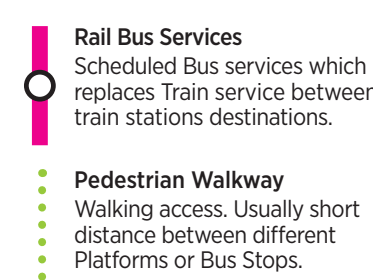 Rail Bus Services
Scheduled Bus services which
replaces Train service between
train stations destinations.
Pedestrian Walkway
Walking access. Usually short
distance between different
Platforms or Bus Stops.